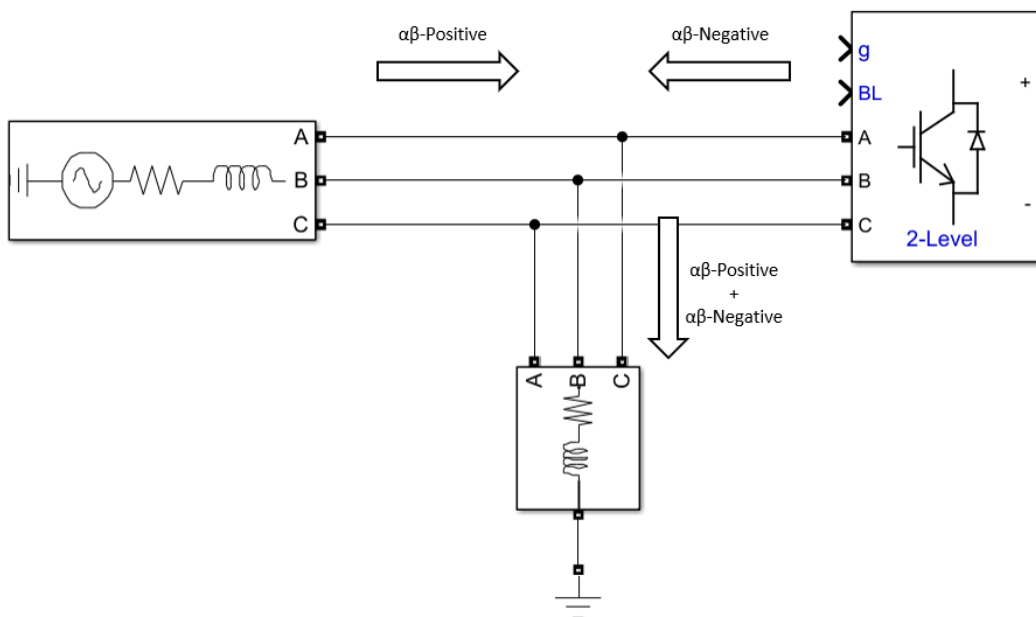 αβ-Positive
αβ-Negative
g
BL
+
A
B
C
A
B
C
-
2-Level
αβ-Positive
+
αβ-Negative
A
B
C